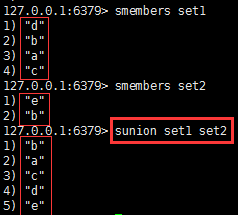 127.0.0.1:6379> smembers set1
1) "d"
2) "b"
3) "a"
4) "c"
127.0.0.1:6379> smembers set2
1) "e"
2) "b"
127.0.0.1:6379> sunion set1 set2
1) "b"
2) "a"
3) "c"
4) "d"
5) "e"